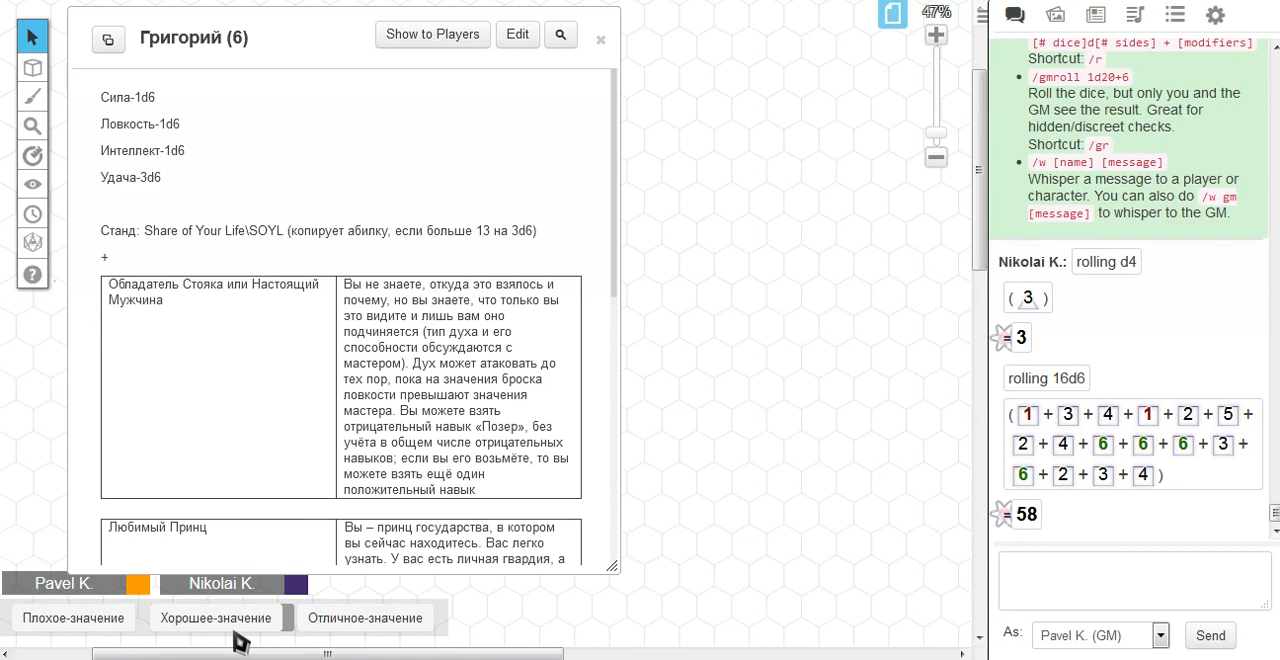 Григорий (6)
Show to Players
Edit
47%
Сила-1d6
Ловкость-1d6
Интеллект-1d6
Удача-3d6
Станд: Share of Your Life\SOYL (копирует абилку, если больше 13 на 3d6)
+
Обладатель Стояка или Настоящий
Мужчина
Вы не знаете, откуда это взялось и
почему, но вы знаете, что только вы
это видите и лишь вам оно
подчиняется (тип духа и его
способности обсуждаются с
мастером). Дух может атаковать до
тех пор, пока на значения броска
ловкости превышают значения
мастера. Вы можете взять
отрицательный навык «Позер», без
учёта в общем числе отрицательных
навыков; если вы его возьмёте, то вы
можете взять ещё один
положительный навык
Любимый Принц
Вы – принц государства, в котором
вы сейчас находитесь. Вас легко
узнать. У вас есть личная гвардия, а
Pavel K.
Nikolai K.
Плохое-значение
Хорошее-значение
Отличное-значение
[# dice]d[# sides] + [modifiers]
Shortcut: /r
• /gmroll 1d20+6
Roll the dice, but only you and the
GM see the result. Great for
hidden/discreet checks.
Shortcut: /gr
• /w [name] [message]
Whisper a message to a player or
character. You can also do /w gm
[message] to whisper to the GM.
Nikolai K.: rolling d4
( 3 )
= 3
rolling 16d6
( 1 + 3 + 4 + 1 + 2 + 5 +
2 + 4 + 6 + 6 + 6 + 3 +
6 + 2 + 3 + 4 )
= 58
As: Pavel K. (GM)
Send